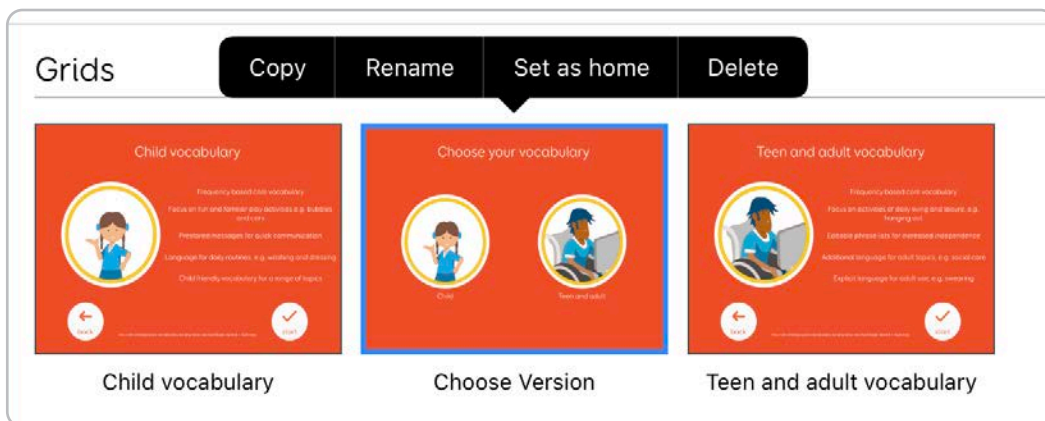 Grids
Copy Rename Set as home Delete
Child vocabulary
Frequency based core vocabulary
Focus on fun and familiar play activities e.g. bubbles
and cars
Prestored messages for quick communication
Language for daily routines, e.g. washing and dressing
Child friendly vocabulary for a range of topics
back
start
Choose your vocabulary
Child
Teen and adult
Teen and adult vocabulary
Frequency based core vocabulary
Focus on activities of daily living and leisure, e.g.
hanging out
Editable phrase lists for increased independence
Additional language for adult topics, e.g. social care
Explicit language for adult use, e.g. swearing
back
start
Child vocabulary
Choose Version
Teen and adult vocabulary